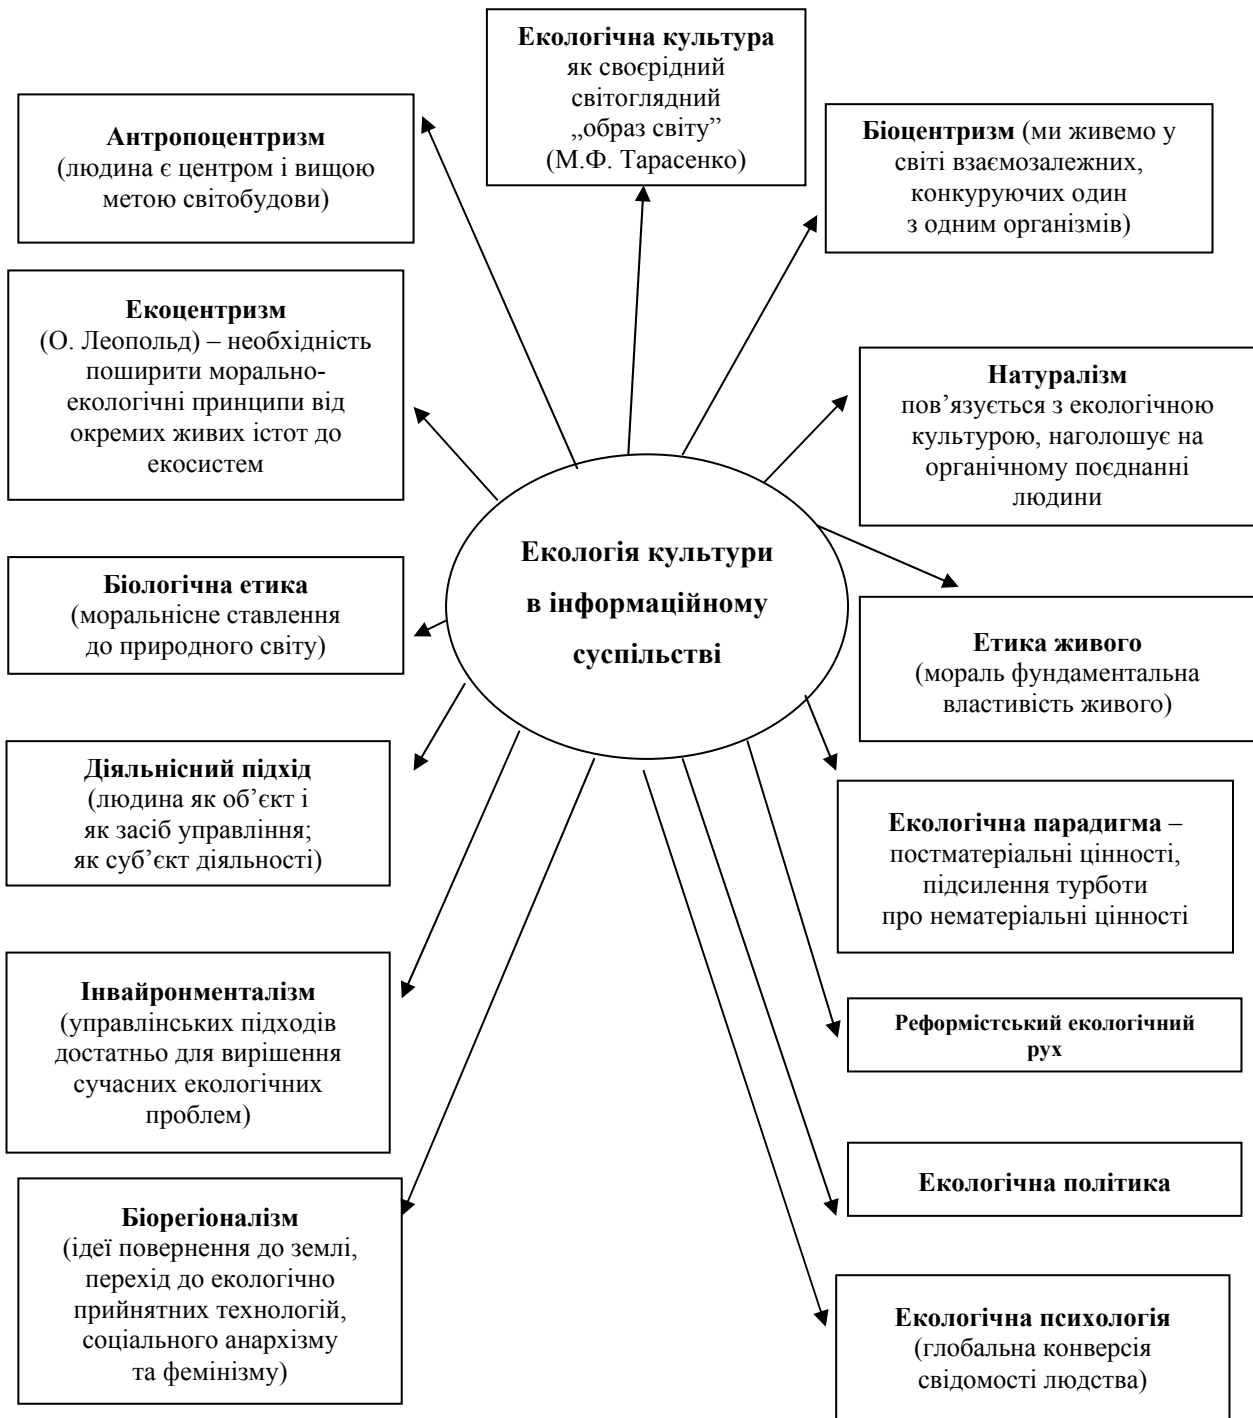 Екологічна культура
як своєрідний
світоглядний
„образ світу”
(М.Ф. Тарасенко)
Антропоцентризм
(людина є центром і вищою
метою світобудови)
Біоцентризм (ми живемо у
світі взаємозалежних,
конкуруючих один
з одним організмів)
Екоцентризм
(О. Леопольд) – необхідність
поширити морально-
екологічні принципи від
окремих живих істот до
екосистем
Натуралізм
пов’язується з екологічною
культурою, наголошує на
органічному поєднанні
людини
Екологія культури
в інформаційному
суспільстві
Біологічна етика
(моральнісне ставлення
до природного світу)
Етика живого
(мораль фундаментальна
властивість живого)
Діяльнісний підхід
(людина як об’єкт і
як засіб управління;
як суб’єкт діяльності)
Екологічна парадигма –
постматеріальні цінності,
підсилення турботи
про нематеріальні цінності
Інвайронменталізм
(управлінських підходів
достатньо для вирішення
сучасних екологічних
проблем)
Реформістський екологічний
рух
Екологічна політика
Біорегіоналізм
(ідеї повернення до землі,
перехід до екологічно
прийнятних технологій,
соціального анархізму
та фемінізму)
Екологічна психологія
(глобальна конверсія
свідомості людства)